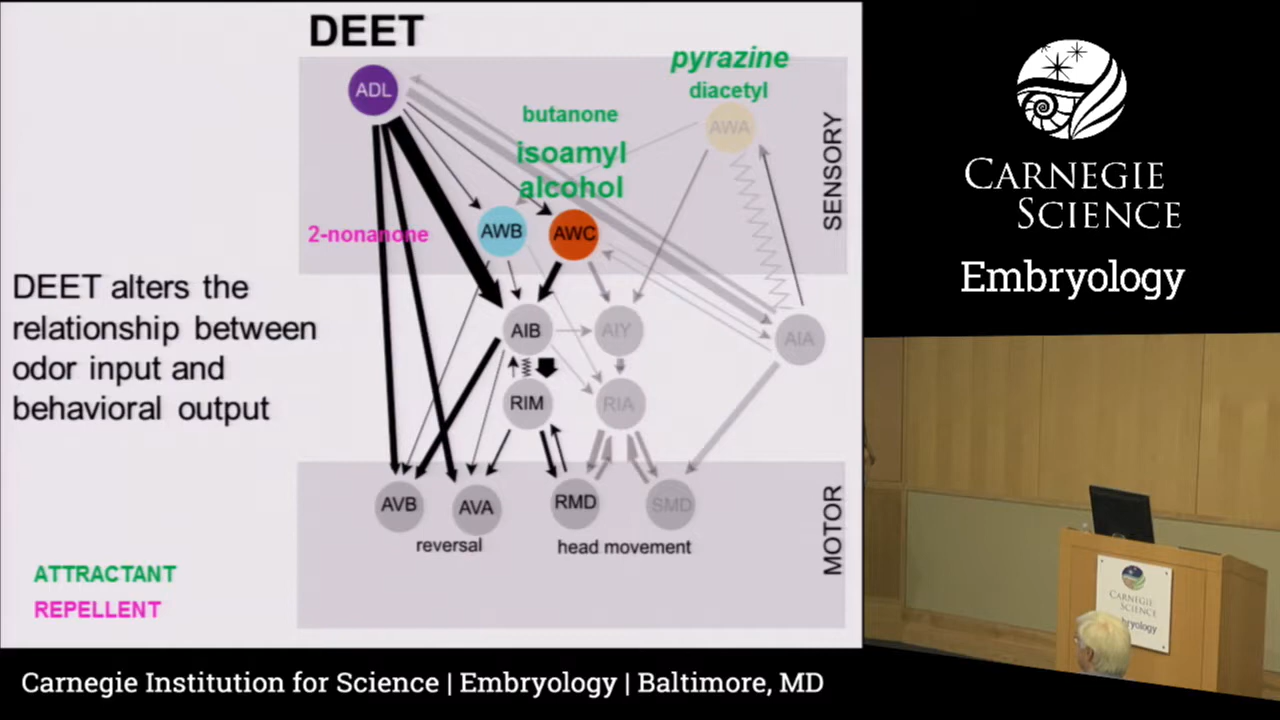 DEET
ADL
pyrazine
diacetyl
AWA
butanone
isoamyl
alcohol
SENSORY
2-nonanone
AWB
AWC
DEET alters the
relationship between
odor input and
behavioral output
AIB
AIY
AIA
RIM
RIA
AVB
AVA
RMD
SMD
reversal
head movement
MOTOR
ATTRACTANT
REPELLENT
CARNEGIE
SCIENCE
Embryology
CARNEGIE
SCIENCE
Carnegie Institution for Science | Embryology | Baltimore, MD